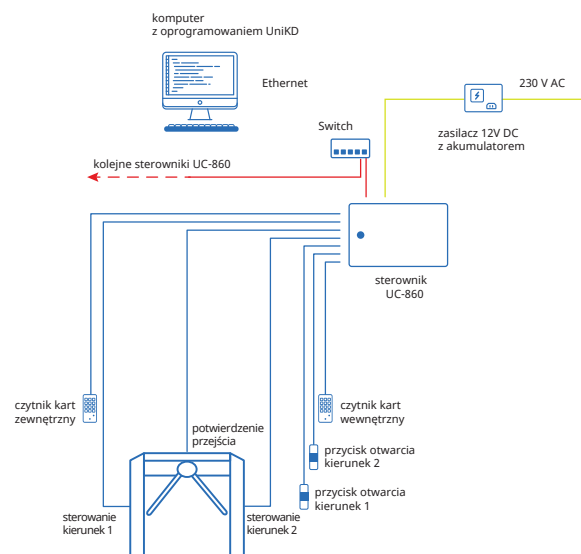 komputer
z oprogramowaniem UniKD
Ethernet
230 V AC
Switch
zasilacz 12V DC
z akumulatorem
kolejne sterowniki UC-860
sterownik
UC-860
czytnik kart
zewnętrzny
czytnik kart
wewnętrzny
potwierdzenie
przejścia
przycisk otwarcia
kierunek 2
przycisk otwarcia
kierunek 1
sterowanie
kierunek 1
sterowanie
kierunek 2